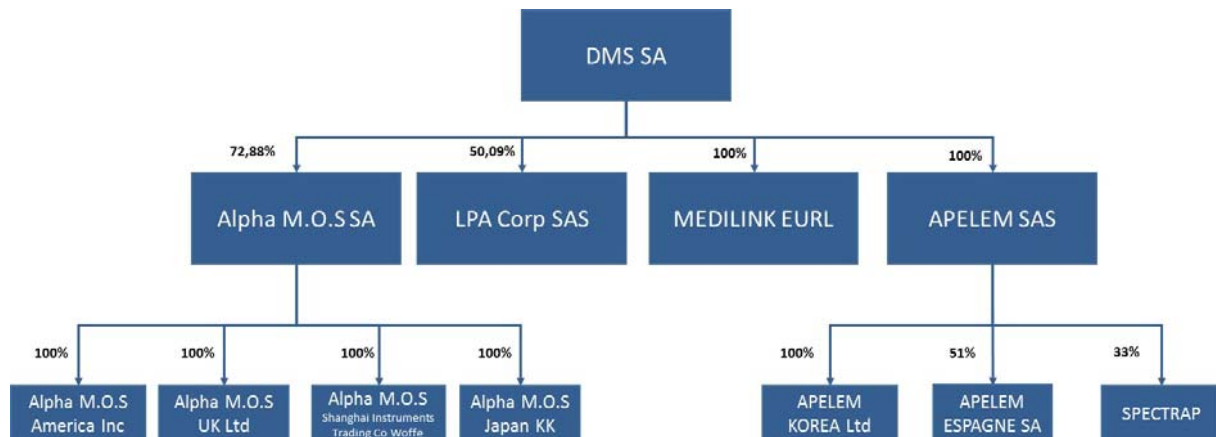 DMS SA
72,88%
50,09%
100%
100%
Alpha M.O.S SA
LPA Corp SAS
MEDILINK EURL
APELEM SAS
100%
100%
100%
100%
100%
51%
33%
Alpha M.O.S
America Inc
Alpha M.O.S
UK Ltd
Alpha M.O.S
Shanghai Instruments
Trading Co Woffe
Alpha M.O.S
Japan KK
APELEM
KOREA Ltd
APELEM
ESPAGNE SA
SPECTRAP